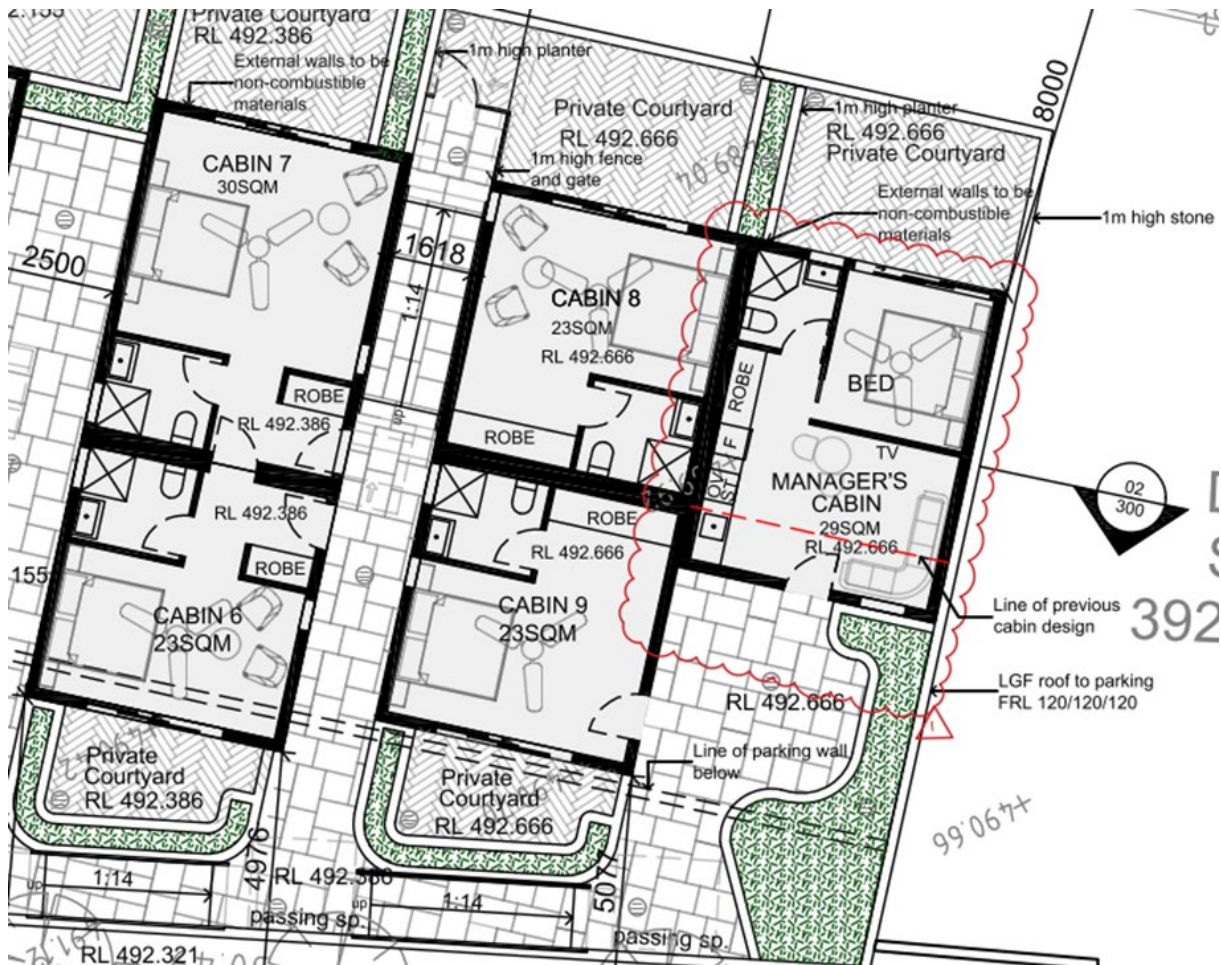 Private Courtyard
RL 492.386
External walls to be
non-combustible
materials
1m high planter
Private Courtyard
RL 492.666
1m high fence
and gate
1m high planter
RL 492.666
Private Courtyard
8000
External walls to be
non-combustible
materials
1m high stone
CABIN 7
30SQM
2500
1618
1:14
up
CABIN 8
23SQM
RL 492.666
ROBE
RL 492.386
ROBE
ROBE
BED
TV
F
MANAGER'S
CABIN
29SQM
RL 492.666
02
300
RL 492.386
ROBE
ROBE
RL 492.666
CABIN 6
23SQM
CABIN 9
23SQM
Line of previous
cabin design
392
LGF roof to parking
FRL 120/120/120
RL 492.666
Line of parking wall
below
Private
Courtyard
RL 492.386
Private
Courtyard
RL 492.666
+490.66
4976
5077
up
1:14
RL 492.386
up
1:14
passing sp.
passing sp.
RL 492.321